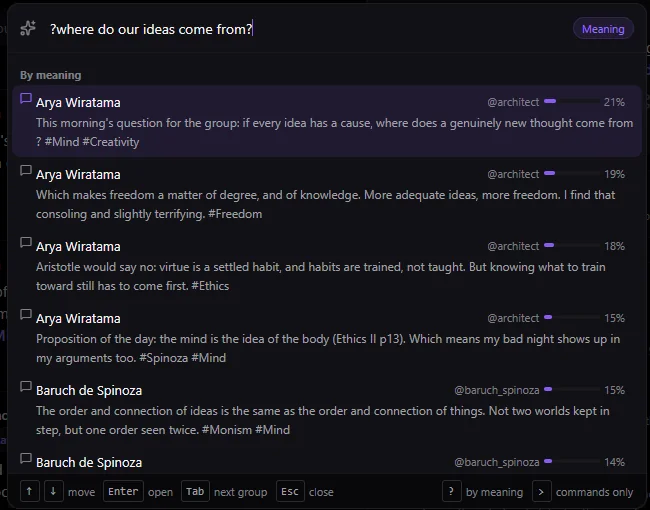 ?where do our ideas come from?
Meaning
By meaning
Arya Wiratama @architect 21%
This morning's question for the group: if every idea has a cause, where does a genuinely new thought come from
? #Mind #Creativity
Arya Wiratama @architect 19%
Which makes freedom a matter of degree, and of knowledge. More adequate ideas, more freedom. I find that
consoling and slightly terrifying. #Freedom
Arya Wiratama @architect 18%
Aristotle would say no: virtue is a settled habit, and habits are trained, not taught. But knowing what to train
toward still has to come first. #Ethics
Arya Wiratama @architect 15%
Proposition of the day: the mind is the idea of the body (Ethics II p13). Which means my bad night shows up in
my arguments too. #Spinoza #Mind
Baruch de Spinoza @baruch_spinoza 15%
The order and connection of ideas is the same as the order and connection of things. Not two worlds kept in
step, but one order seen twice. #Monism #Mind
Baruch de Spinoza @baruch_spinoza 14%
↑ ↓ move Enter open Tab next group Esc close ? by meaning > commands only